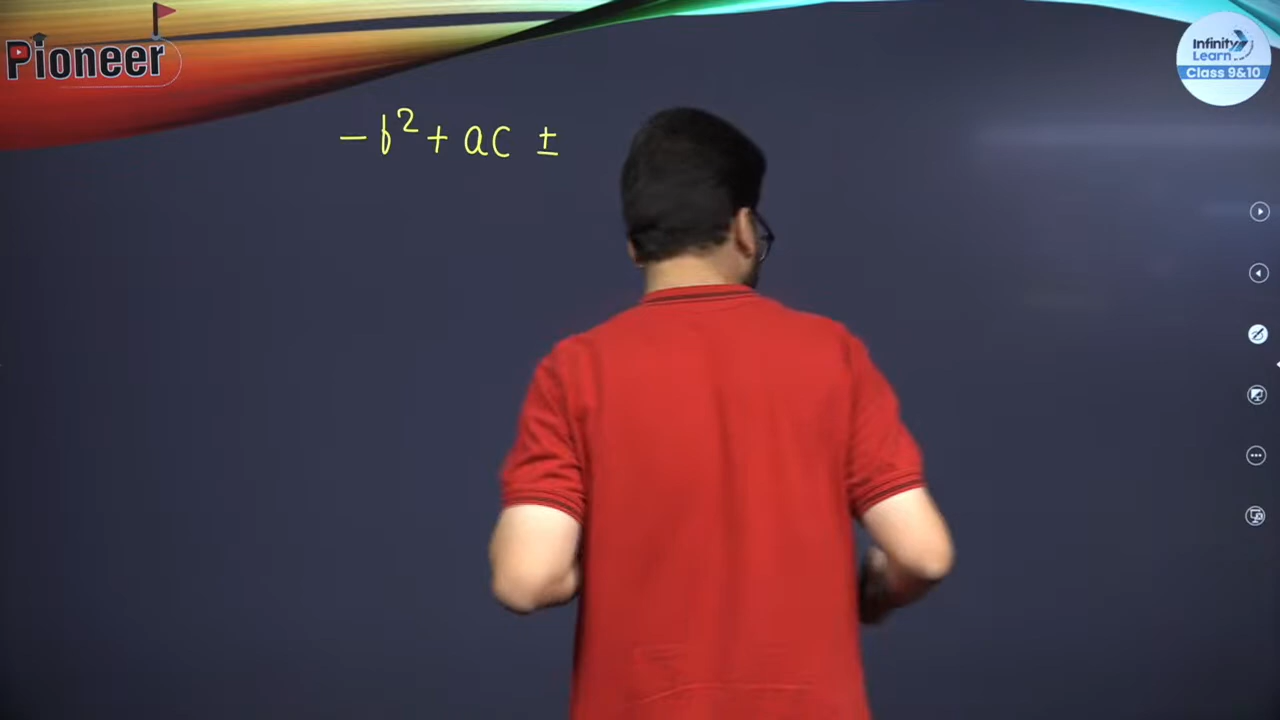 Pioneer
Infinity
Learn
Class 9&10
-b² + ac ±